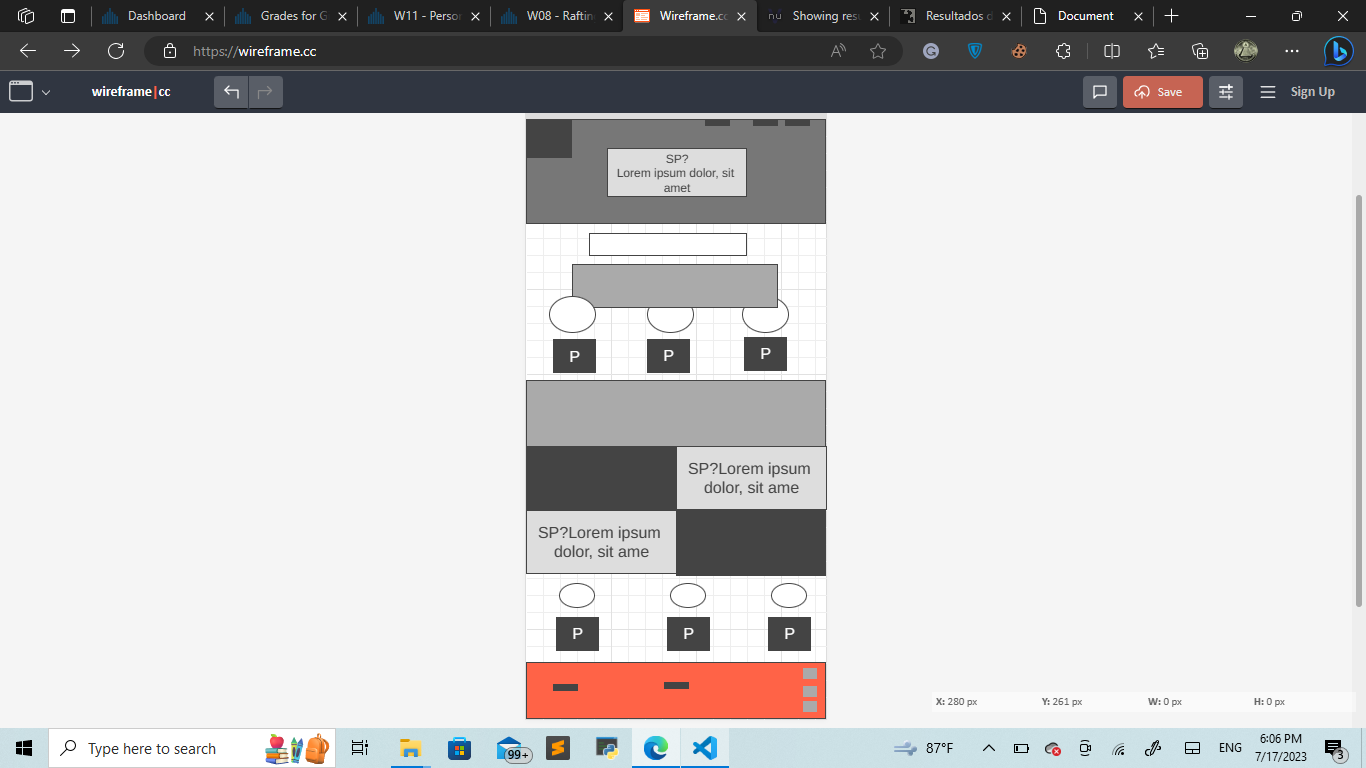 Dashboard
Grades for G
W11 - Person
W08 - Rafting
Wireframe.cc
Showing resu
Resultados d
Document
https://wireframe.cc
wireframe|cc
Save
Sign Up
SP?
Lorem ipsum dolor, sit
amet
P P P
SP?Lorem ipsum
dolor, sit ame
SP?Lorem ipsum
dolor, sit ame
P P P
X: 280 px Y: 261 px W: 0 px H: 0 px
Type here to search
99+
87°F
ENG
6:06 PM
7/17/2023
3